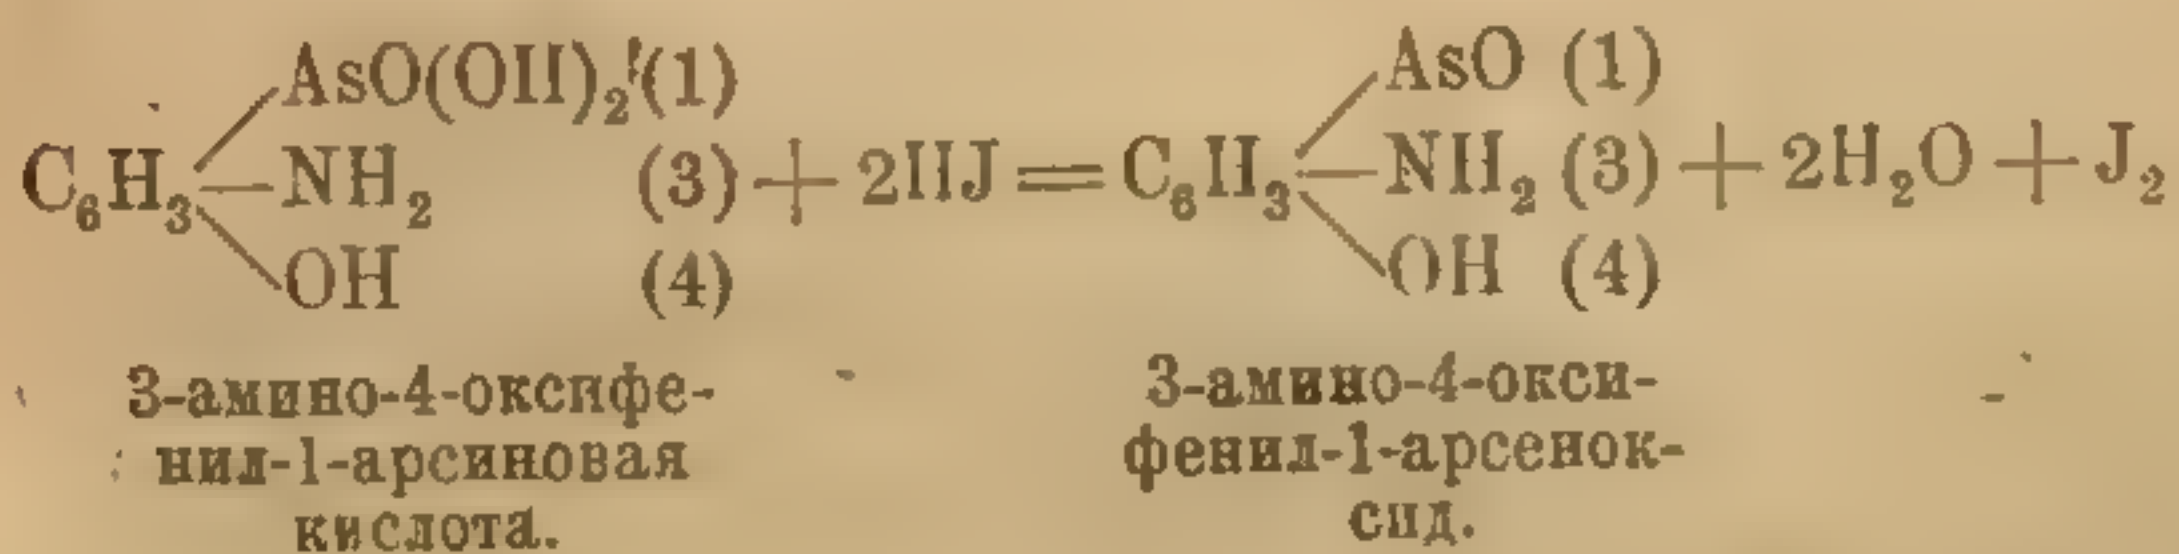 AsO(OH)₂ (1) AsO (1)
C₆H₃ NH₂ (3) + 2HJ = C₆H₃ NH₂ (3) + 2H₂O + J₂
OH (4) OH (4)
3-амино-4-оксифе- 3-амино-4-окси-
нил-1-арсиновая фенил-1-арсенок-
кислота. сид.